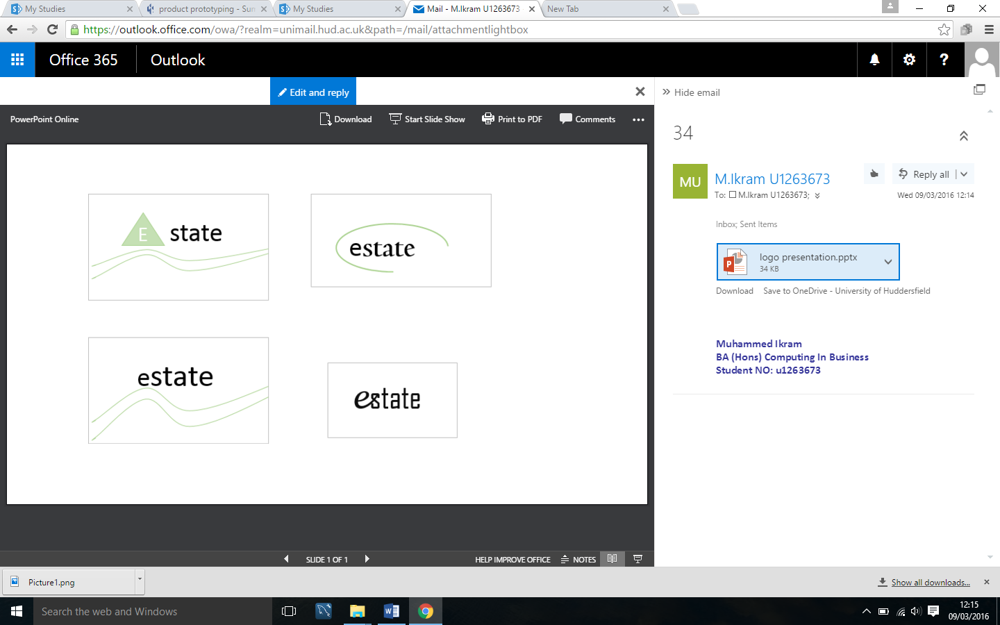 My Studies
product prototyping - Sun
My Studies
Mail - M.Ikram U1263673
New Tab
https://outlook.office.com/owa/?realm=unimail.hud.ac.uk&path=/mail/attachmentlightbox
Office 365
Outlook
?
Edit and reply
Hide email
PowerPoint Online
Download
Start Slide Show
Print to PDF
Comments
34
MU
M.Ikram U1263673
Reply all
To: M.Ikram U1263673;
Wed 09/03/2016 12:14
Inbox; Sent Items
logo presentation.pptx
34 KB
Download
Save to OneDrive - University of Huddersfield
Muhammed Ikram
BA (Hons) Computing In Business
Student NO: u1263673
E state
estate
estate
estate
SLIDE 1 OF 1
HELP IMPROVE OFFICE
NOTES
Picture1.png
Show all downloads...
Search the web and Windows
12:15
09/03/2016